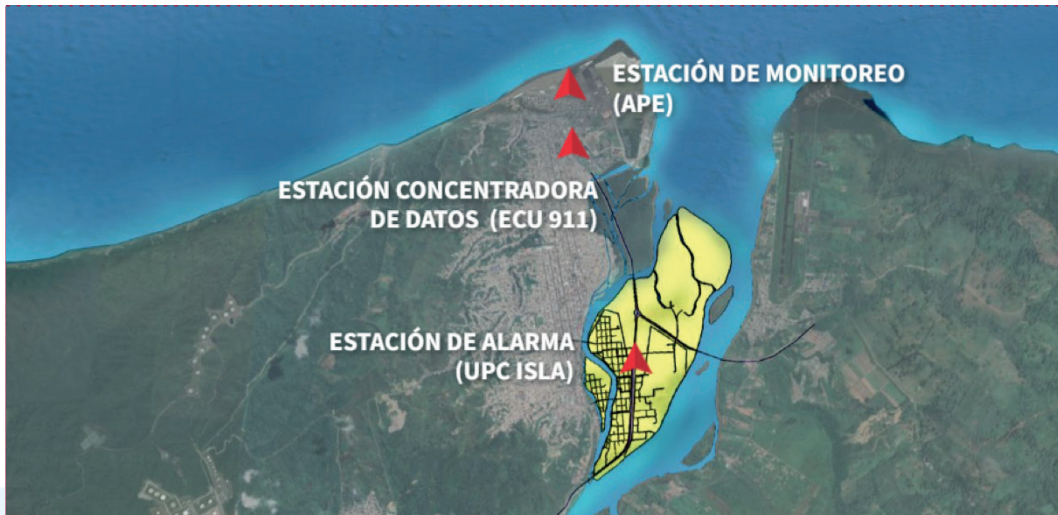 ESTACIÓN DE MONITOREO
(APE)
ESTACIÓN CONCENTRADORA
DE DATOS (ECU 911)
ESTACIÓN DE ALARMA
(UPC ISLA)